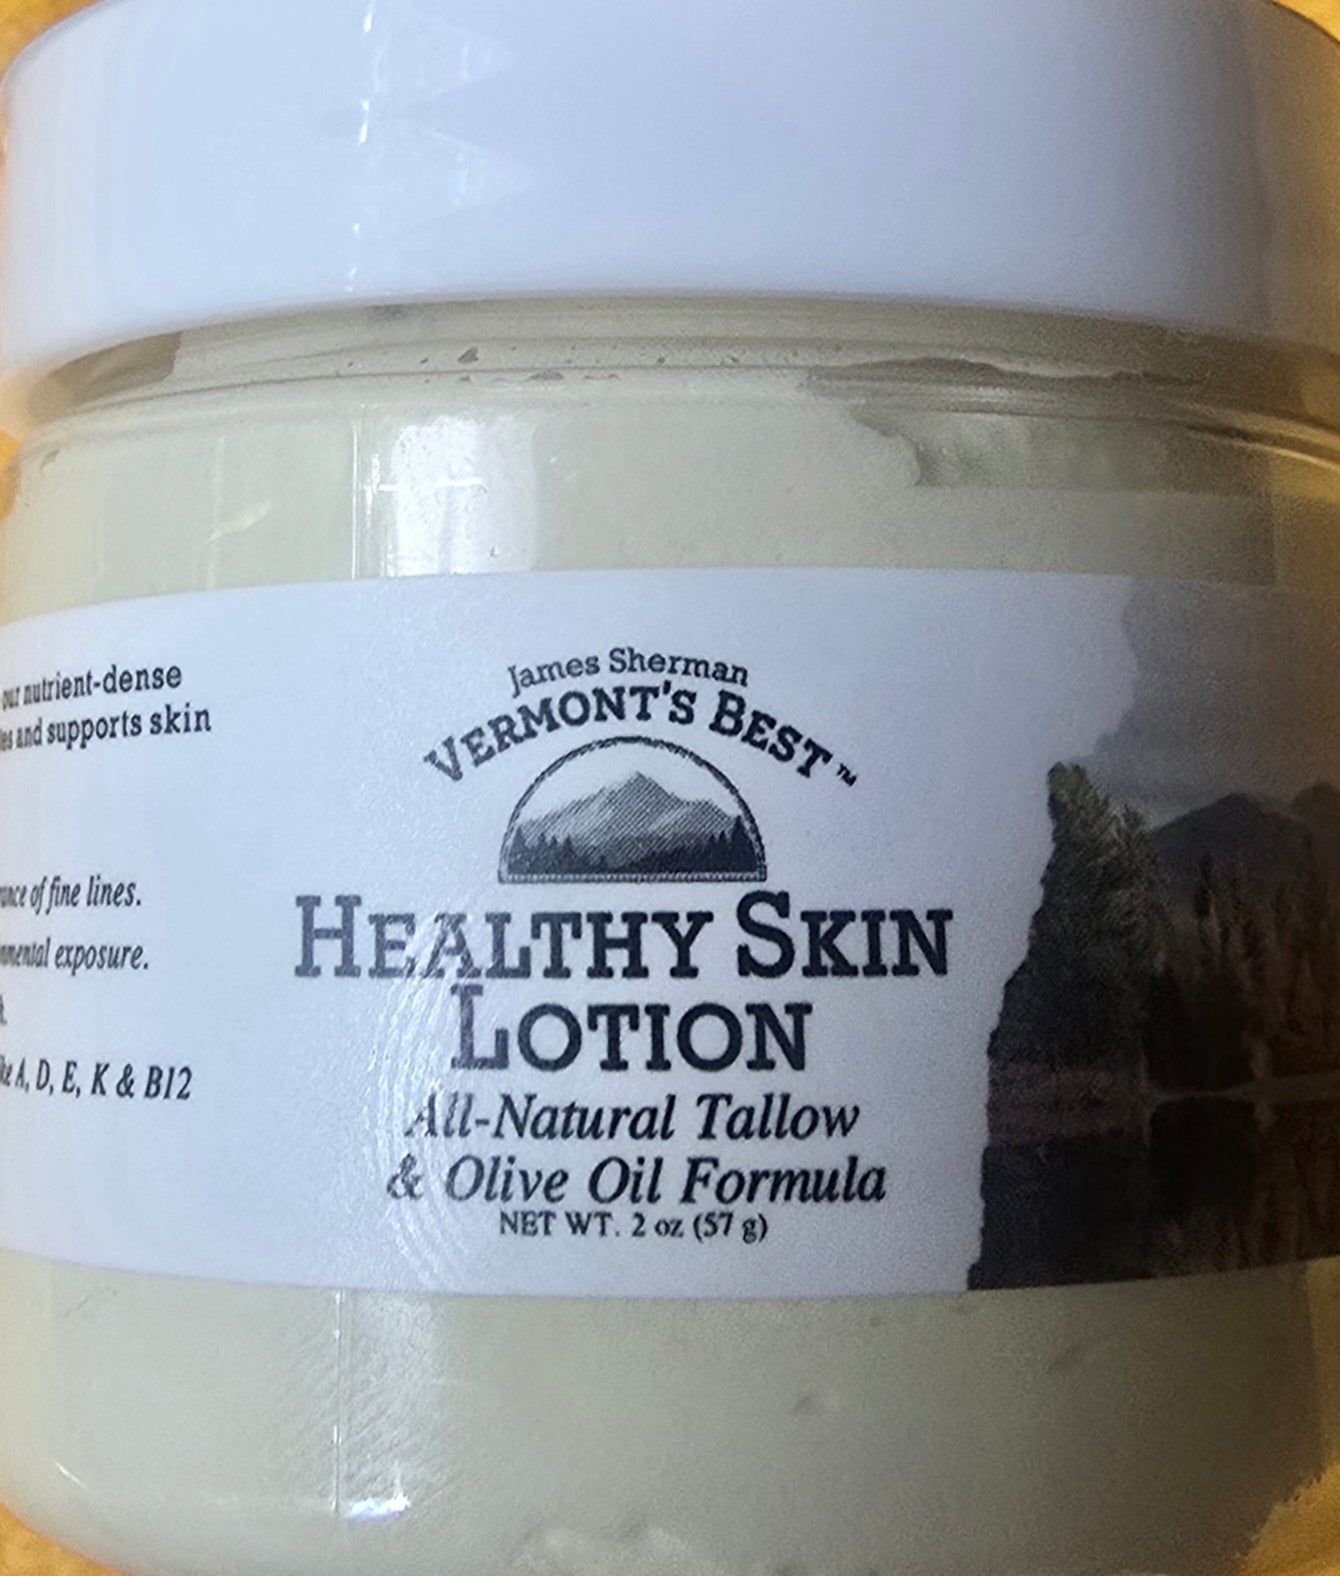 our nutrient-dense
and supports skin
of fine lines.
exposure.
A, D, E, K & B12
James Sherman
VERMONT'S BEST™
HEALTHY SKIN
LOTION
All-Natural Tallow
& Olive Oil Formula
NET WT. 2 oz (57 g)